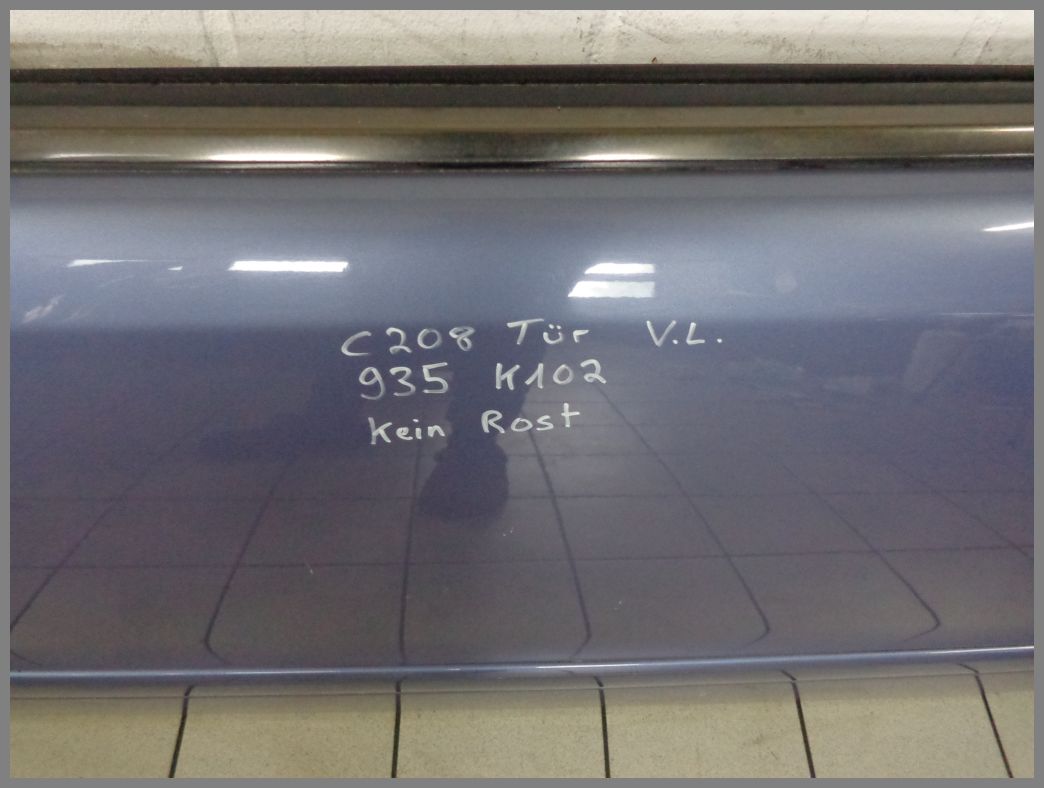 C208 Tür V.L.
935 K102
Kein Rost